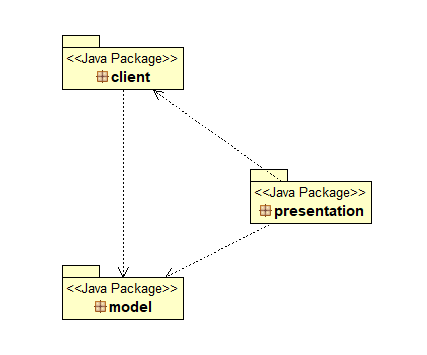 <<Java Package>>
client
<<Java Package>>
presentation
<<Java Package>>
model